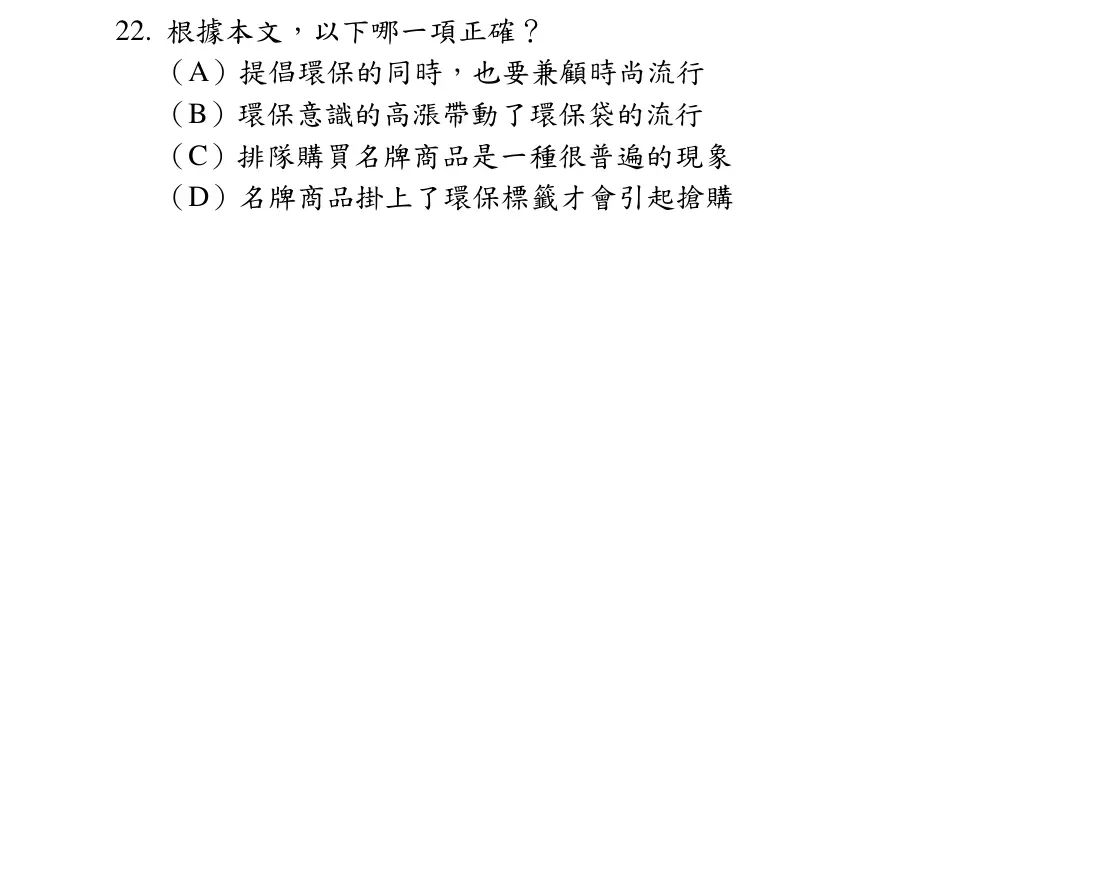 22. 根據本文，以下哪一項正確？
（A）提倡環保的同時，也要兼顧時尚流行
（B）環保意識的高漲帶動了環保袋的流行
（C）排隊購買名牌商品是一種很普遍的現象
（D）名牌商品掛上了環保標籤才會引起搶購